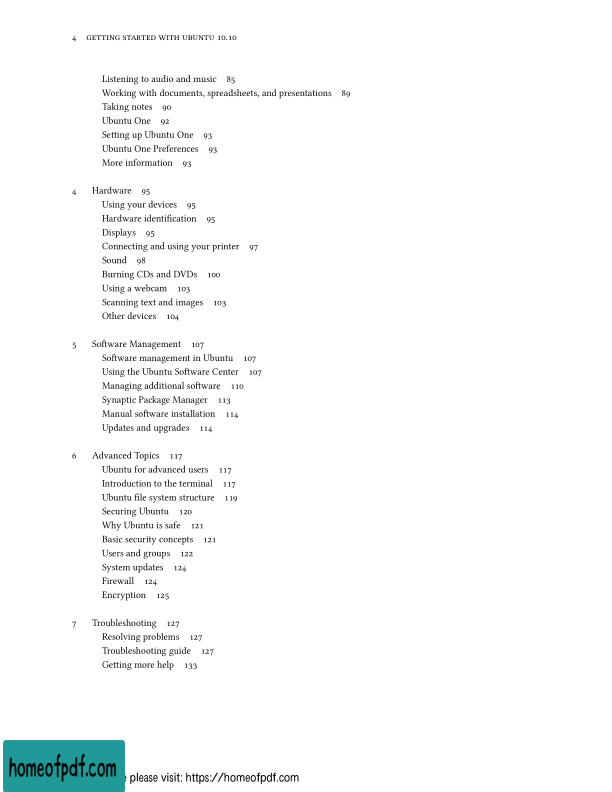 4 GETTING STARTED WITH UBUNTU 10.10
Listening to audio and music 85
Working with documents, spreadsheets, and presentations 89
Taking notes 90
Ubuntu One 92
Setting up Ubuntu One 93
Ubuntu One Preferences 93
More information 93
4 Hardware 95
Using your devices 95
Hardware identification 95
Displays 95
Connecting and using your printer 97
Sound 98
Burning CDs and DVDs 100
Using a webcam 103
Scanning text and images 103
Other devices 104
5 Software Management 107
Software management in Ubuntu 107
Using the Ubuntu Software Center 107
Managing additional software 110
Synaptic Package Manager 113
Manual software installation 114
Updates and upgrades 114
6 Advanced Topics 117
Ubuntu for advanced users 117
Introduction to the terminal 117
Ubuntu file system structure 119
Securing Ubuntu 120
Why Ubuntu is safe 121
Basic security concepts 121
Users and groups 122
System updates 124
Firewall 124
Encryption 125
7 Troubleshooting 127
Resolving problems 127
Troubleshooting guide 127
Getting more help 133
homeofpdf.com please visit: https://homeofpdf.com